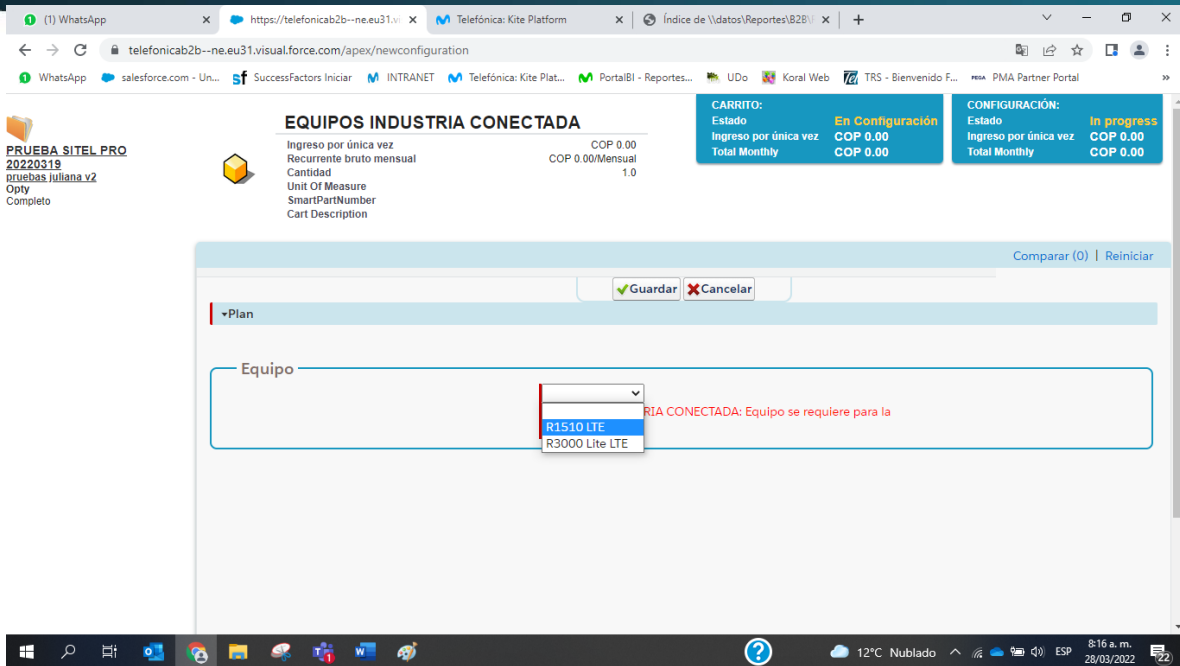 (1) WhatsApp
https://telefonicab2b--ne.eu31.vi
Telefónica: Kite Platform
Índice de \\datos\Reportes\B2B\
telefonicab2b--ne.eu31.visual.force.com/apex/newconfiguration
WhatsApp
salesforce.com - Un...
SuccessFactors Iniciar
INTRANET
Telefónica: Kite Plat...
PortalBI - Reportes...
UDo
Koral Web
TRS - Bienvenido F...
PMA Partner Portal
»
PRUEBA SITEL PRO
20220319
pruebas juliana v2
Opty
Completo
EQUIPOS INDUSTRIA CONECTADA
Ingreso por única vez COP 0.00
Recurrente bruto mensual COP 0.00/Mensual
Cantidad 1.0
Unit Of Measure
SmartPartNumber
Cart Description
CARRITO:
Estado En Configuración
Ingreso por única vez COP 0.00
Total Monthly COP 0.00
CONFIGURACIÓN:
Estado In progress
Ingreso por única vez COP 0.00
Total Monthly COP 0.00
Comparar (0) | Reiniciar
Guardar Cancelar
Plan
Equipo
RIA CONECTADA: Equipo se requiere para la
R1510 LTE
R3000 Lite LTE
12°C Nublado
ESP
8:16 a. m.
28/03/2022
22